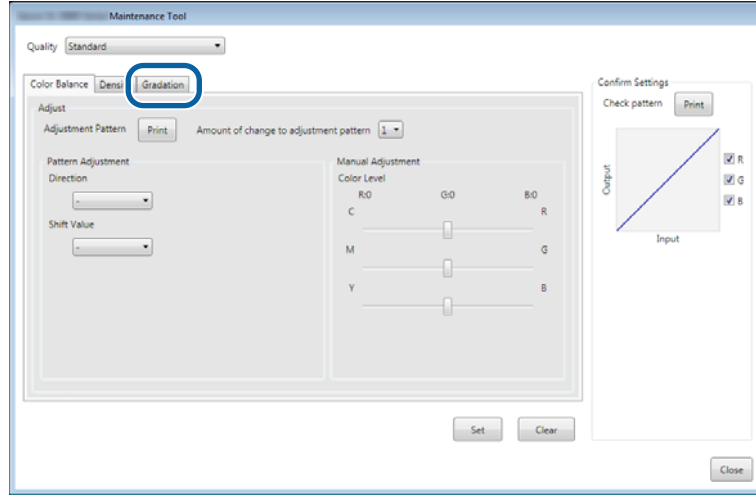 Maintenance Tool
Quality Standard
Color Balance Densi Gradation
Adjust
Adjustment Pattern Print Amount of change to adjustment pattern 1
Pattern Adjustment
Direction
-
Shift Value
-
Manual Adjustment
Color Level
R:0 G:0 B:0
C R
M G
Y B
Set Clear
Confirm Settings
Check pattern Print
Output
Input
R
G
B
Close